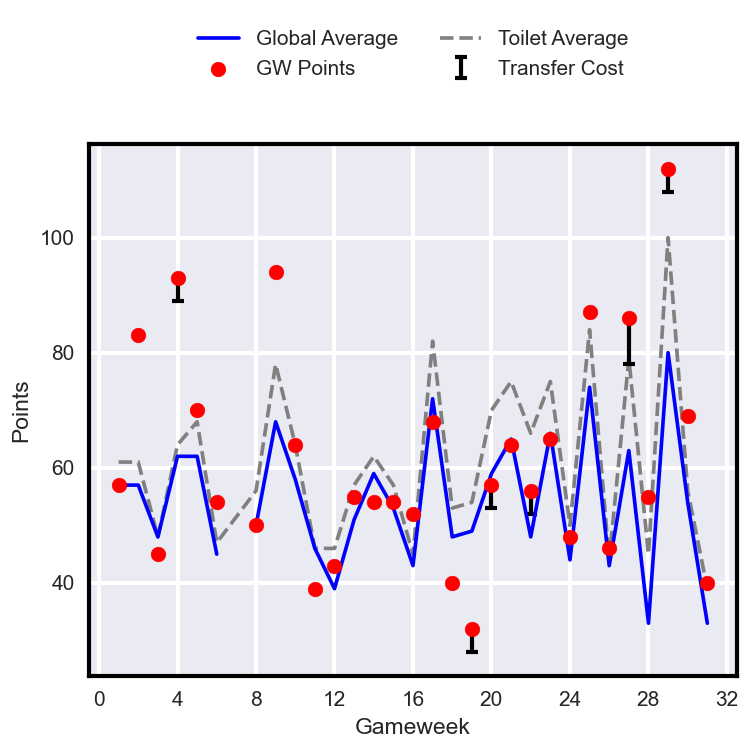 Global Average Toilet Average
GW Points Transfer Cost
100
80
60
40
Points
0 4 8 12 16 20 24 28 32
Gameweek